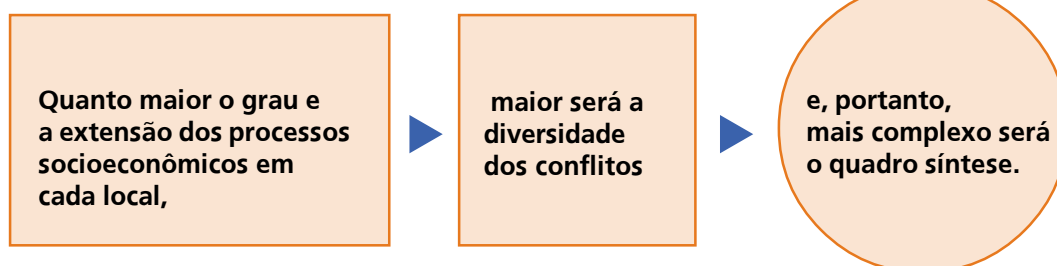 Quanto maior o grau e
a extensão dos processos
socioeconômicos em
cada local,
maior será a
diversidade
dos conflitos
e, portanto,
mais complexo será
o quadro síntese.